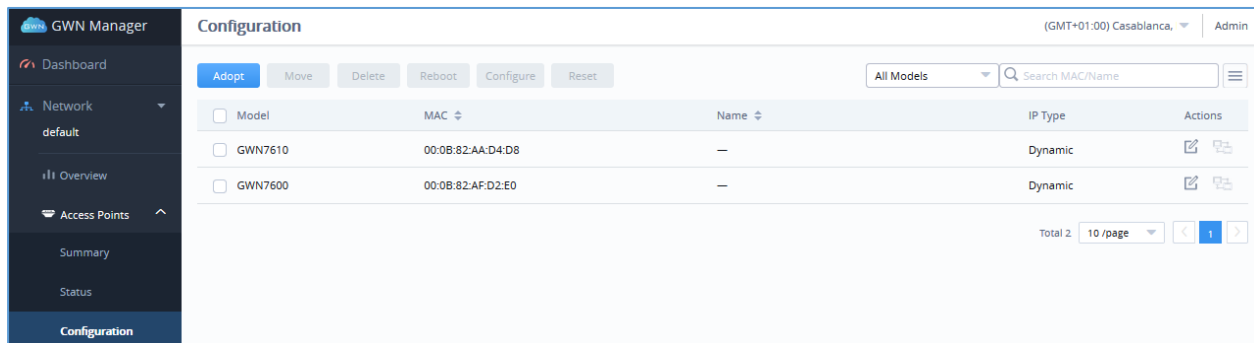 GWN GWN Manager
Configuration
(GMT+01:00) Casablanca, Admin
Dashboard
Adopt Move Delete Reboot Configure Reset All Models Search MAC/Name
Network
default
Model MAC Name IP Type Actions
GWN7610 00:0B:82:AA:D4:D8 — Dynamic
GWN7600 00:0B:82:AF:D2:E0 — Dynamic
Overview
Access Points
Total 2 10 /page 1
Summary
Status
Configuration